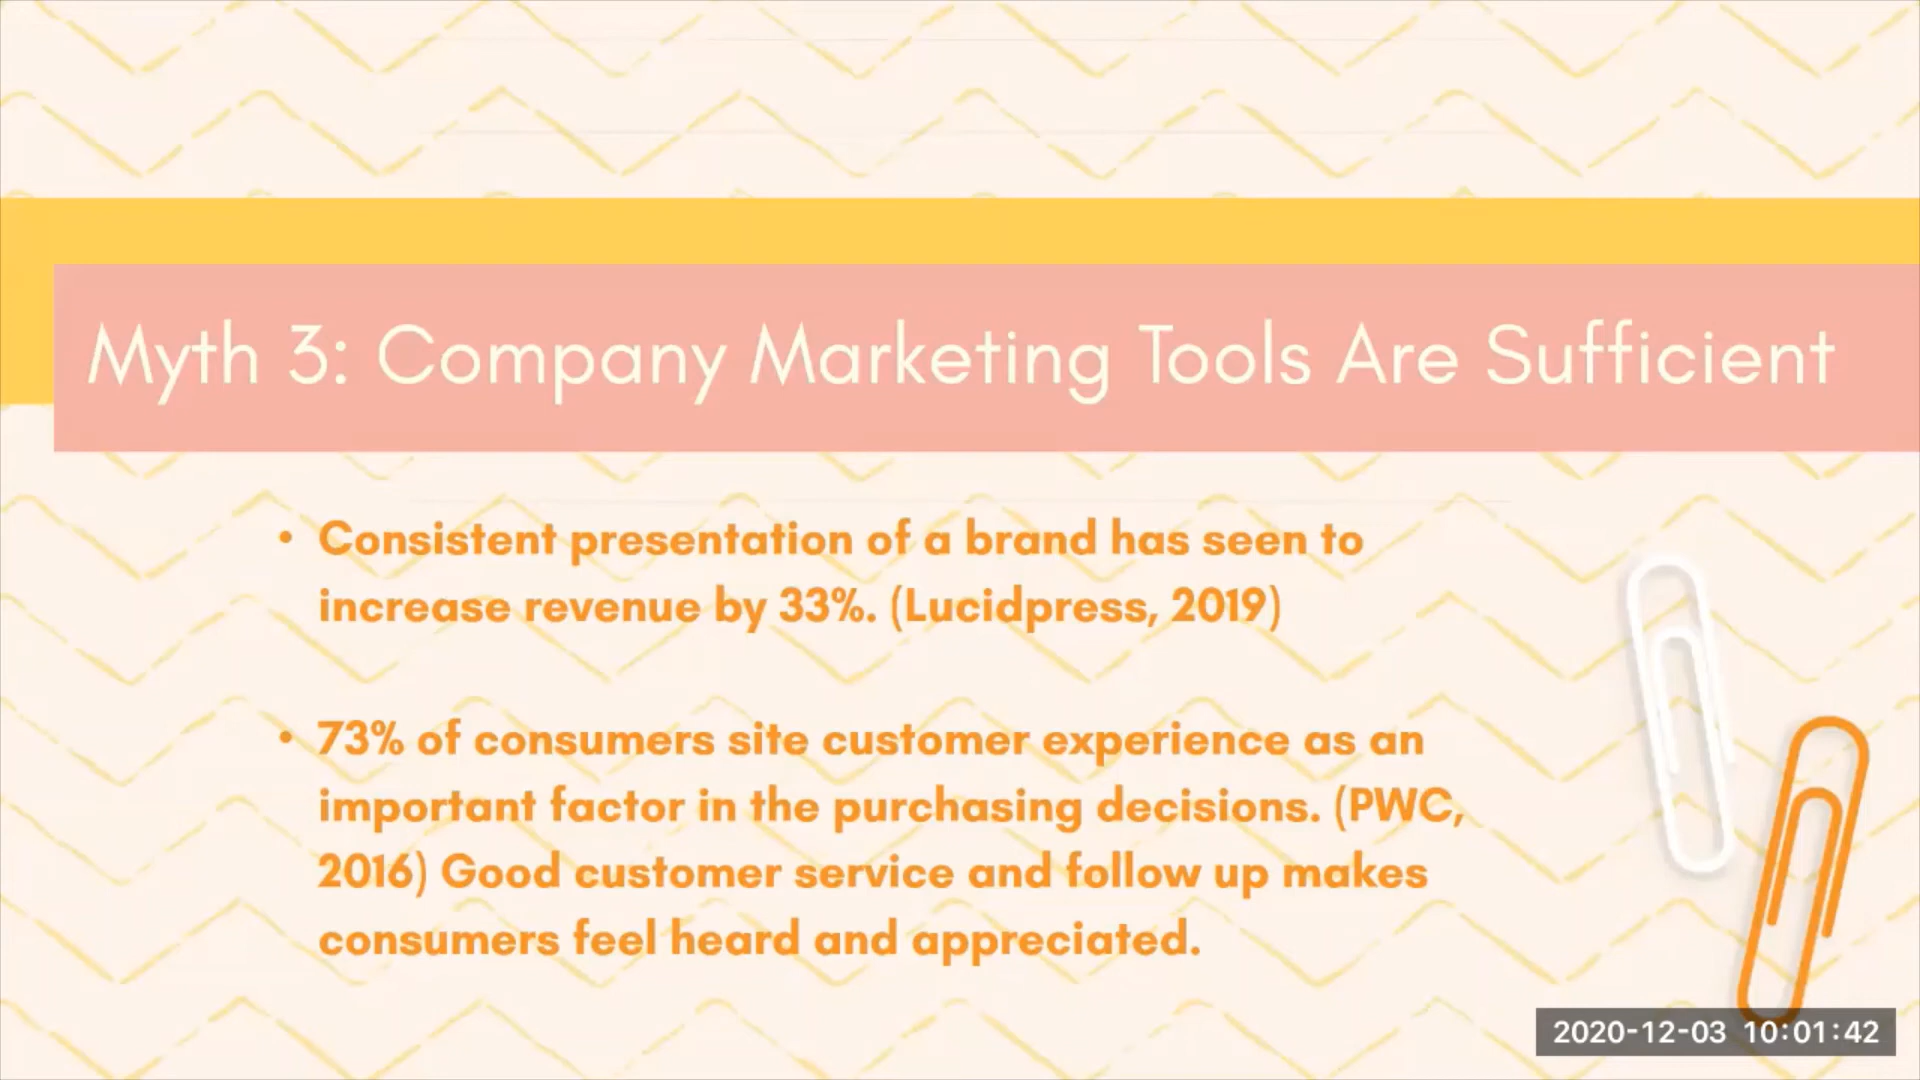 Myth 3: Company Marketing Tools Are Sufficient
• Consistent presentation of a brand has seen to
increase revenue by 33%. (Lucidpress, 2019)
• 73% of consumers site customer experience as an
important factor in the purchasing decisions. (PWC,
2016) Good customer service and follow up makes
consumers feel heard and appreciated.
2020-12-03 10:01:42